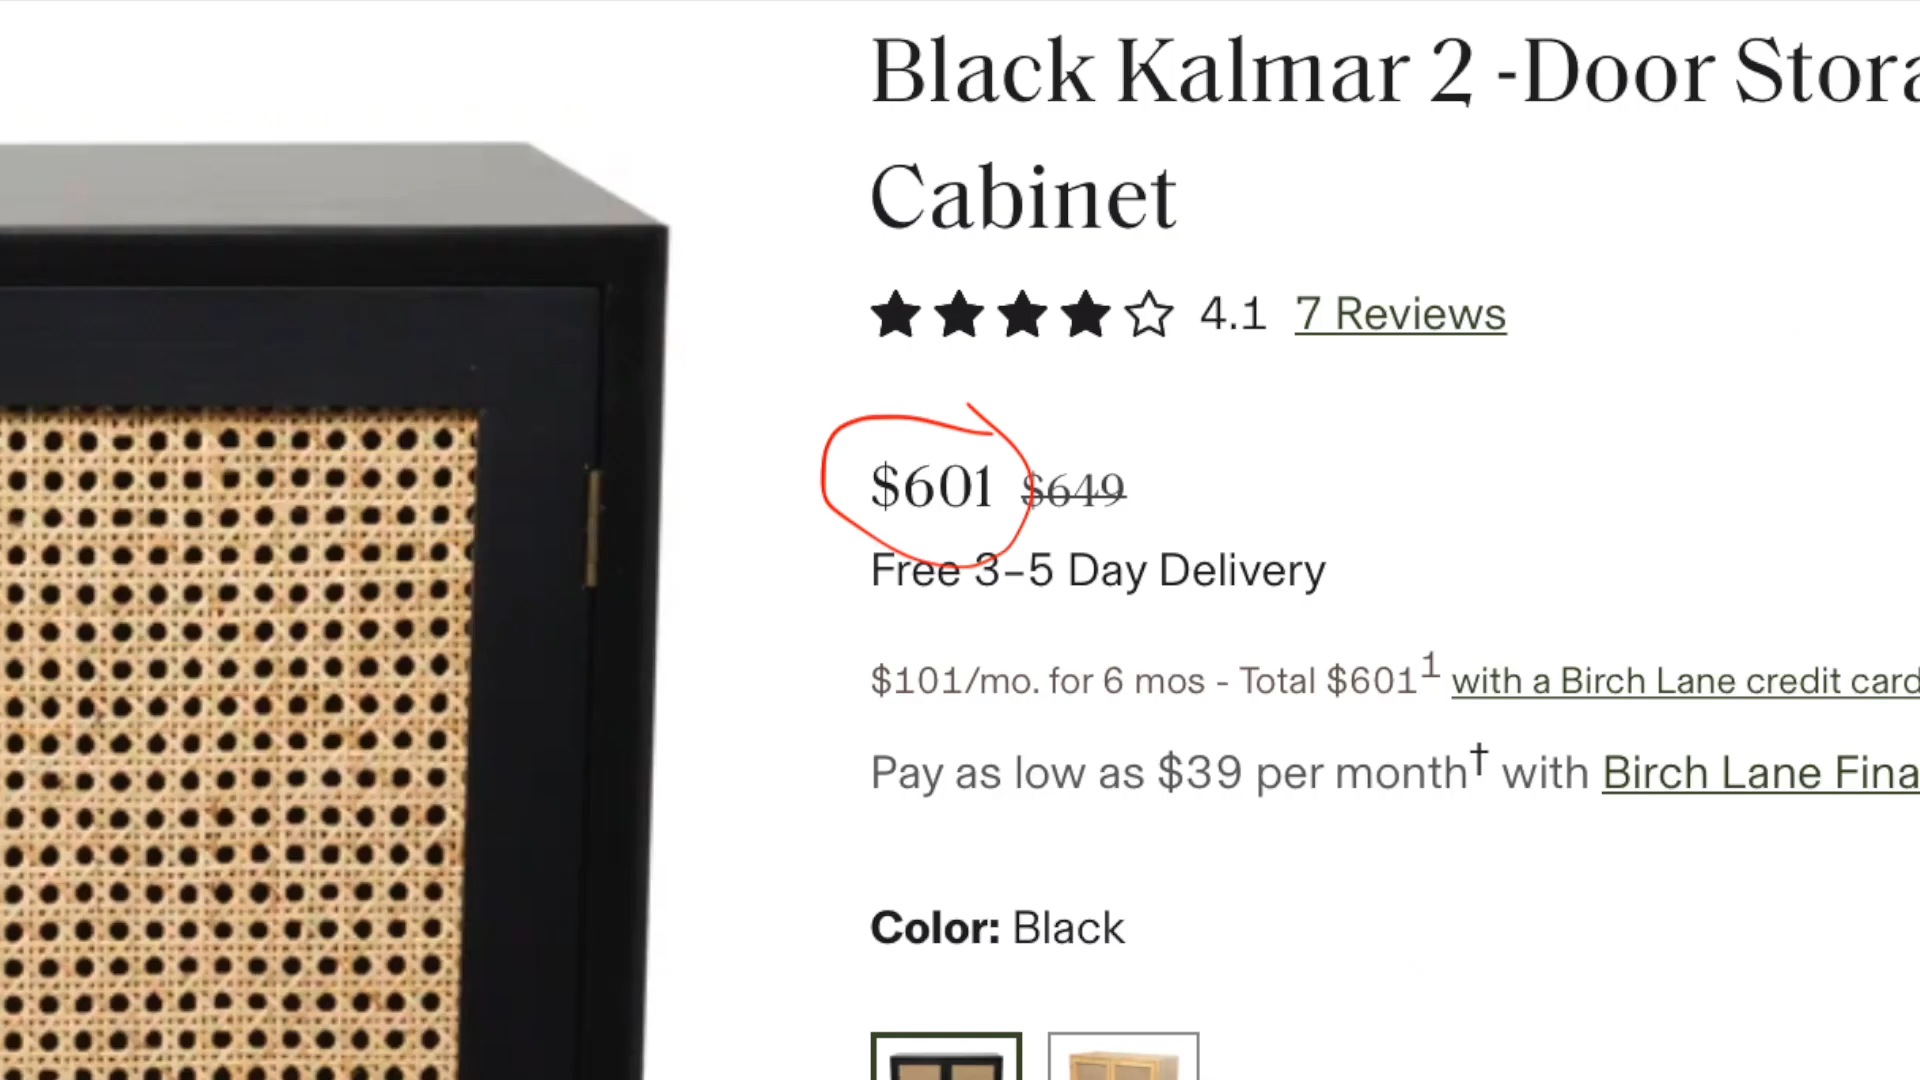 Black Kalmar 2 -Door Stora
Cabinet
4.1 7 Reviews
$601 $649
Free 3–5 Day Delivery
$101/mo. for 6 mos - Total $601¹ with a Birch Lane credit card
Pay as low as $39 per month† with Birch Lane Fina
Color: Black